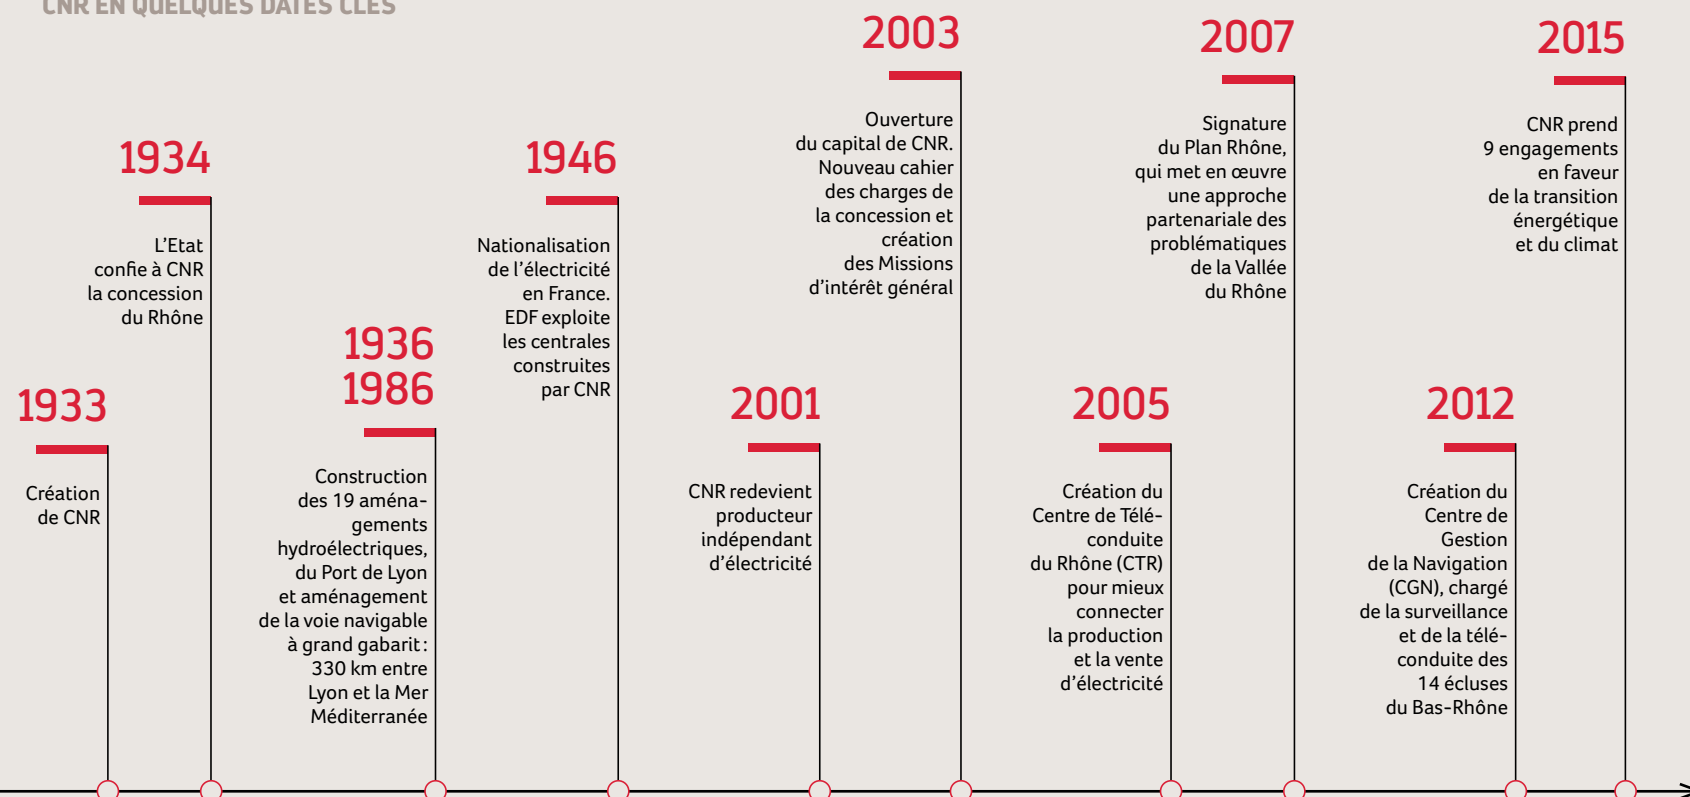 CNR EN QUELQUES DATES CLÉS
1933
Création
de CNR
1934
L’Etat
confie à CNR
la concession
du Rhône
1936
1986
Construction
des 19 aména-
gements
hydroélectriques,
du Port de Lyon
et aménagement
de la voie navigable
à grand gabarit :
330 km entre
Lyon et la Mer
Méditerranée
1946
Nationalisation
de l’électricité
en France.
EDF exploite
les centrales
construites
par CNR
2001
CNR redevient
producteur
indépendant
d’électricité
2003
Ouverture
du capital de CNR.
Nouveau cahier
des charges de
la concession et
création
des Missions
d’intérêt général
2005
Création du
Centre de Télé-
conduite
du Rhône (CTR)
pour mieux
connecter
la production
et la vente
d’électricité
2007
Signature
du Plan Rhône,
qui met en œuvre
une approche
partenariale des
problématiques
de la Vallée
du Rhône
2012
Création du
Centre de
Gestion
de la Navigation
(CGN), chargé
de la surveillance
et de la télé-
conduite des
14 écluses
du Bas-Rhône
2015
CNR prend
9 engagements
en faveur
de la transition
énergétique
et du climat